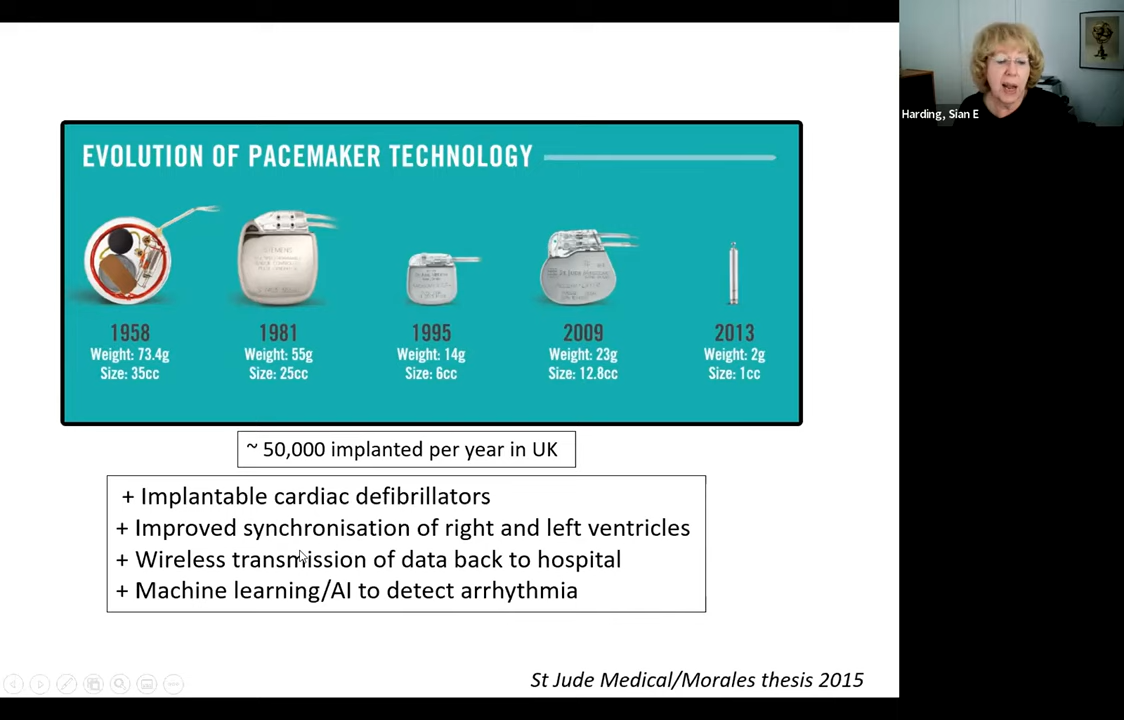 Harding, Sian E
EVOLUTION OF PACEMAKER TECHNOLOGY
SIEMENS
1958
Weight: 73.4g
Size: 35cc
1981
Weight: 55g
Size: 25cc
1995
Weight: 14g
Size: 6cc
2009
Weight: 23g
Size: 12.8cc
2013
Weight: 2g
Size: 1cc
~ 50,000 implanted per year in UK
+ Implantable cardiac defibrillators
+ Improved synchronisation of right and left ventricles
+ Wireless transmission of data back to hospital
+ Machine learning/AI to detect arrhythmia
St Jude Medical/Morales thesis 2015